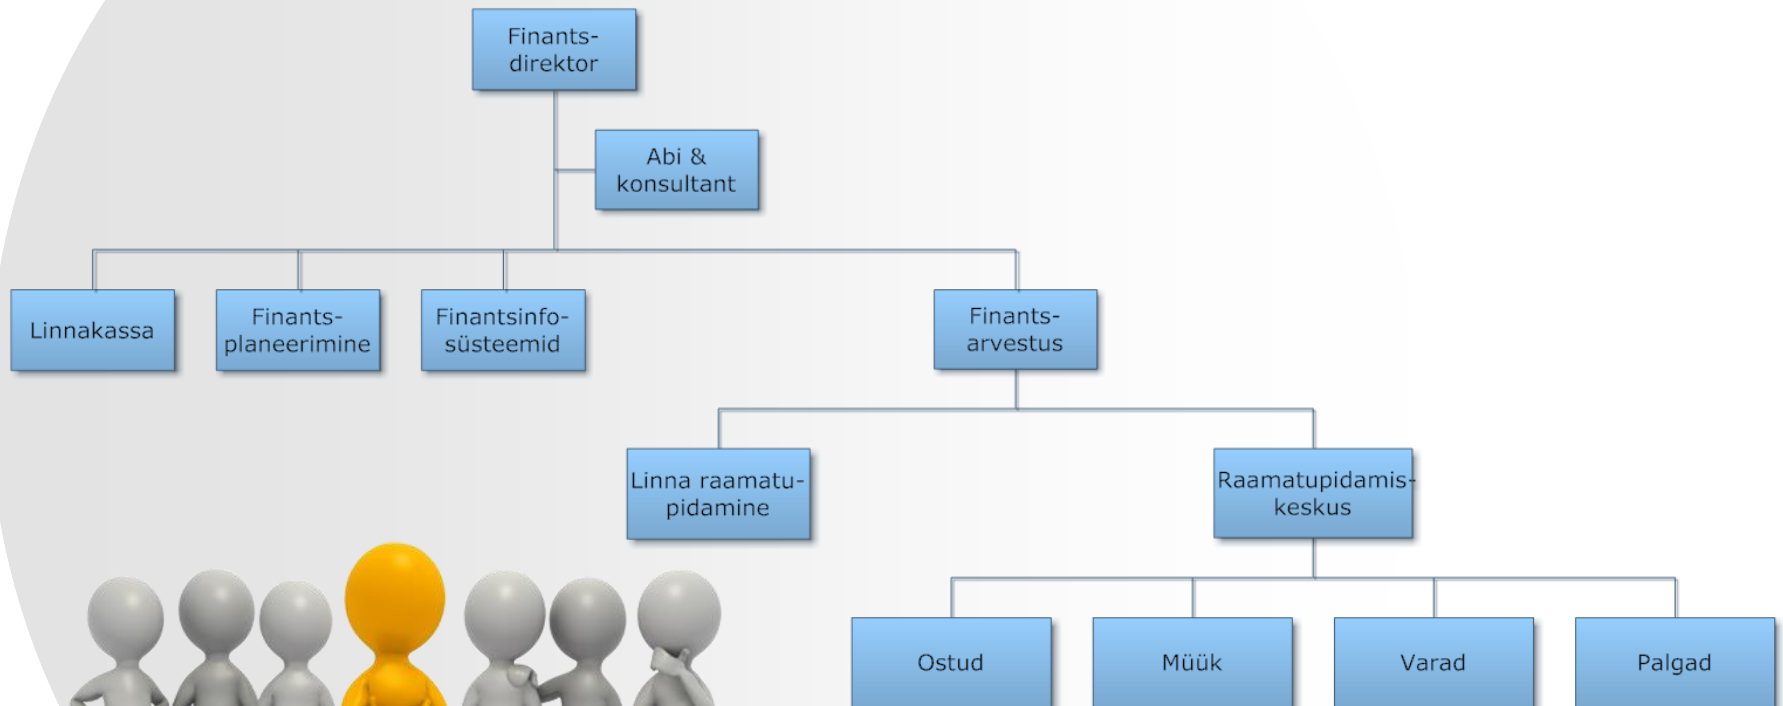 Finants-
direktor
Abi &
konsultant
Linnakassa
Finants-
planeerimine
Finantsinfo-
süsteemid
Finants-
arvestus
Linna raamatu-
pidamine
Raamatupidamis-
keskus
Ostud
Müük
Varad
Palgad